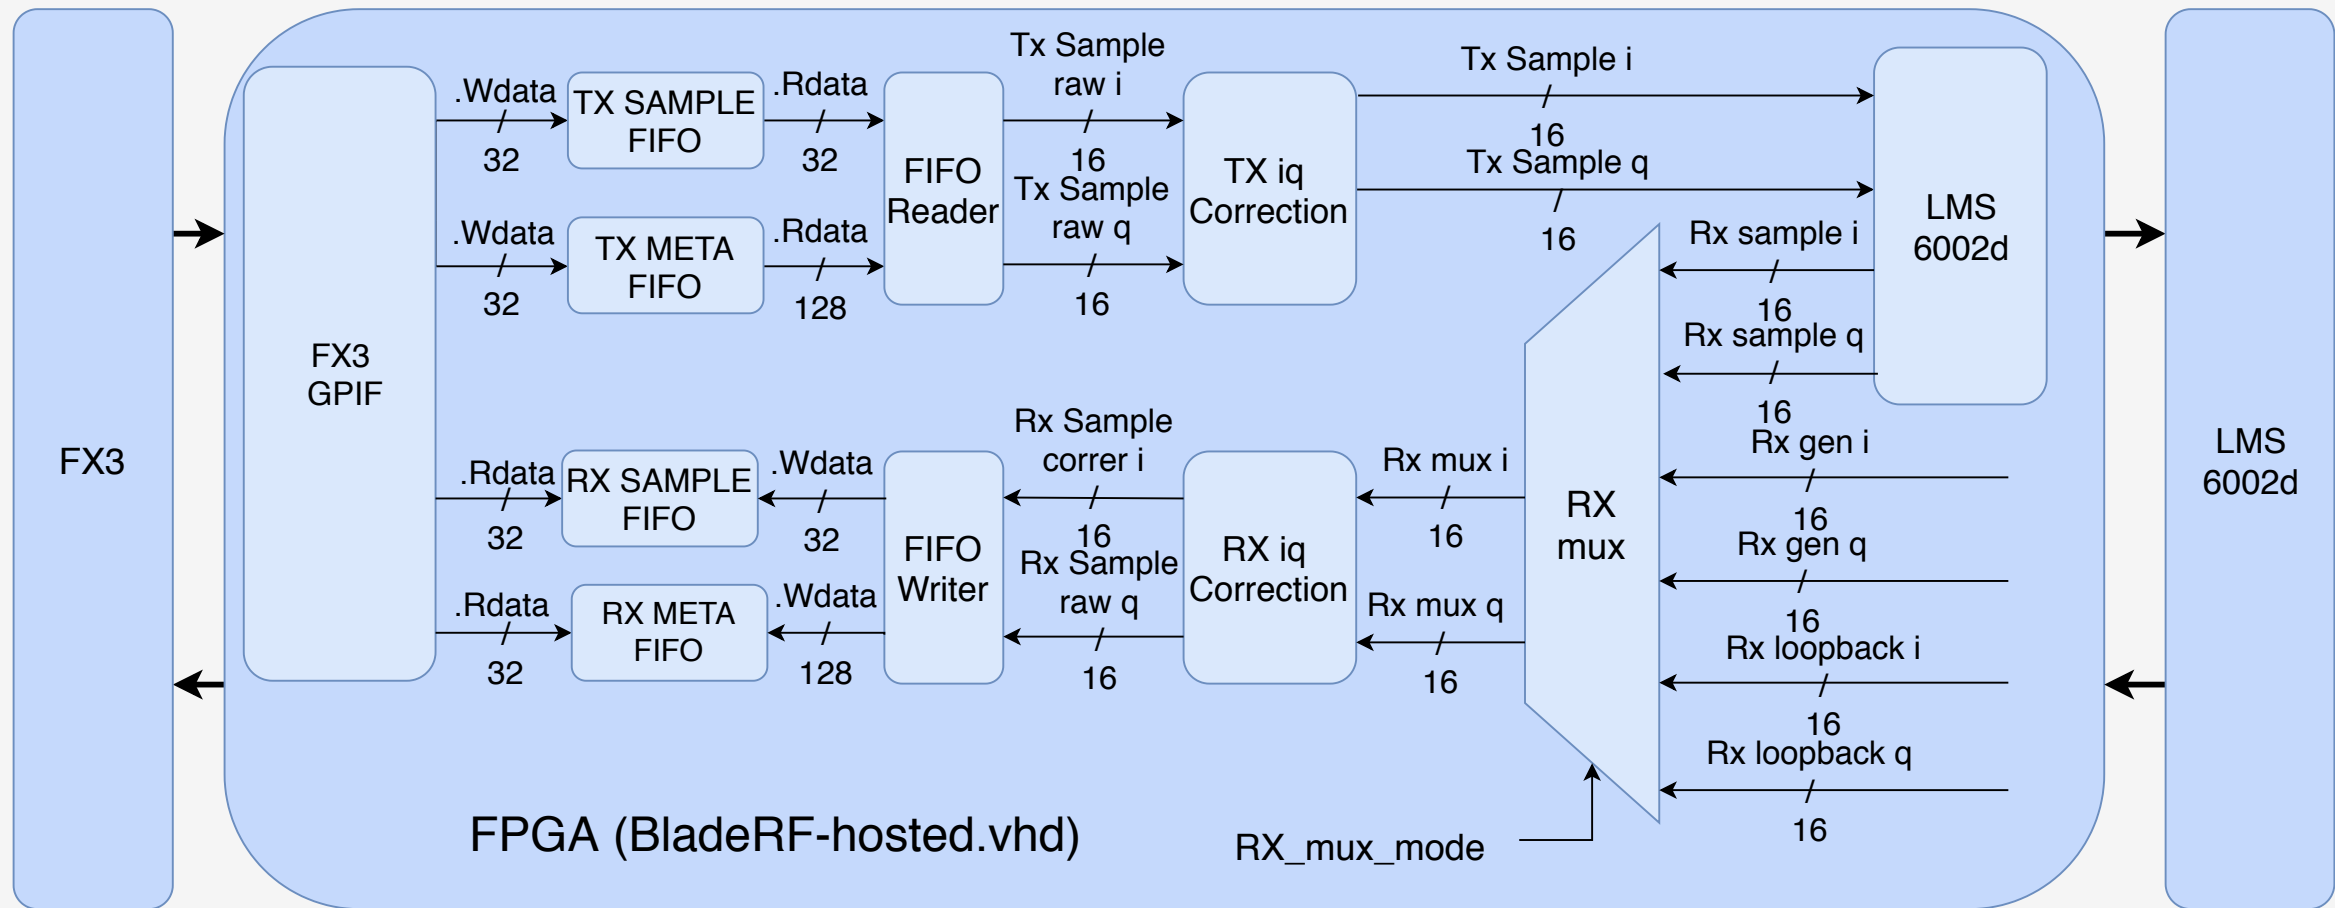 FX3
FX3
GPIF
.Wdata
32
TX SAMPLE
FIFO
.Rdata
32
.Wdata
32
TX META
FIFO
.Rdata
128
FIFO
Reader
Tx Sample
raw i
16
Tx Sample
raw q
16
TX iq
Correction
Tx Sample i
16
Tx Sample q
16
LMS
6002d
Rx sample i
16
Rx sample q
16
Rx gen i
16
Rx gen q
16
Rx loopback i
16
Rx loopback q
16
RX
mux
RX_mux_mode
Rx mux i
16
Rx mux q
16
RX iq
Correction
Rx Sample
correr i
16
Rx Sample
raw q
16
FIFO
Writer
.Wdata
32
.Wdata
128
RX SAMPLE
FIFO
RX META
FIFO
.Rdata
32
.Rdata
32
FPGA (BladeRF-hosted.vhd)
LMS
6002d